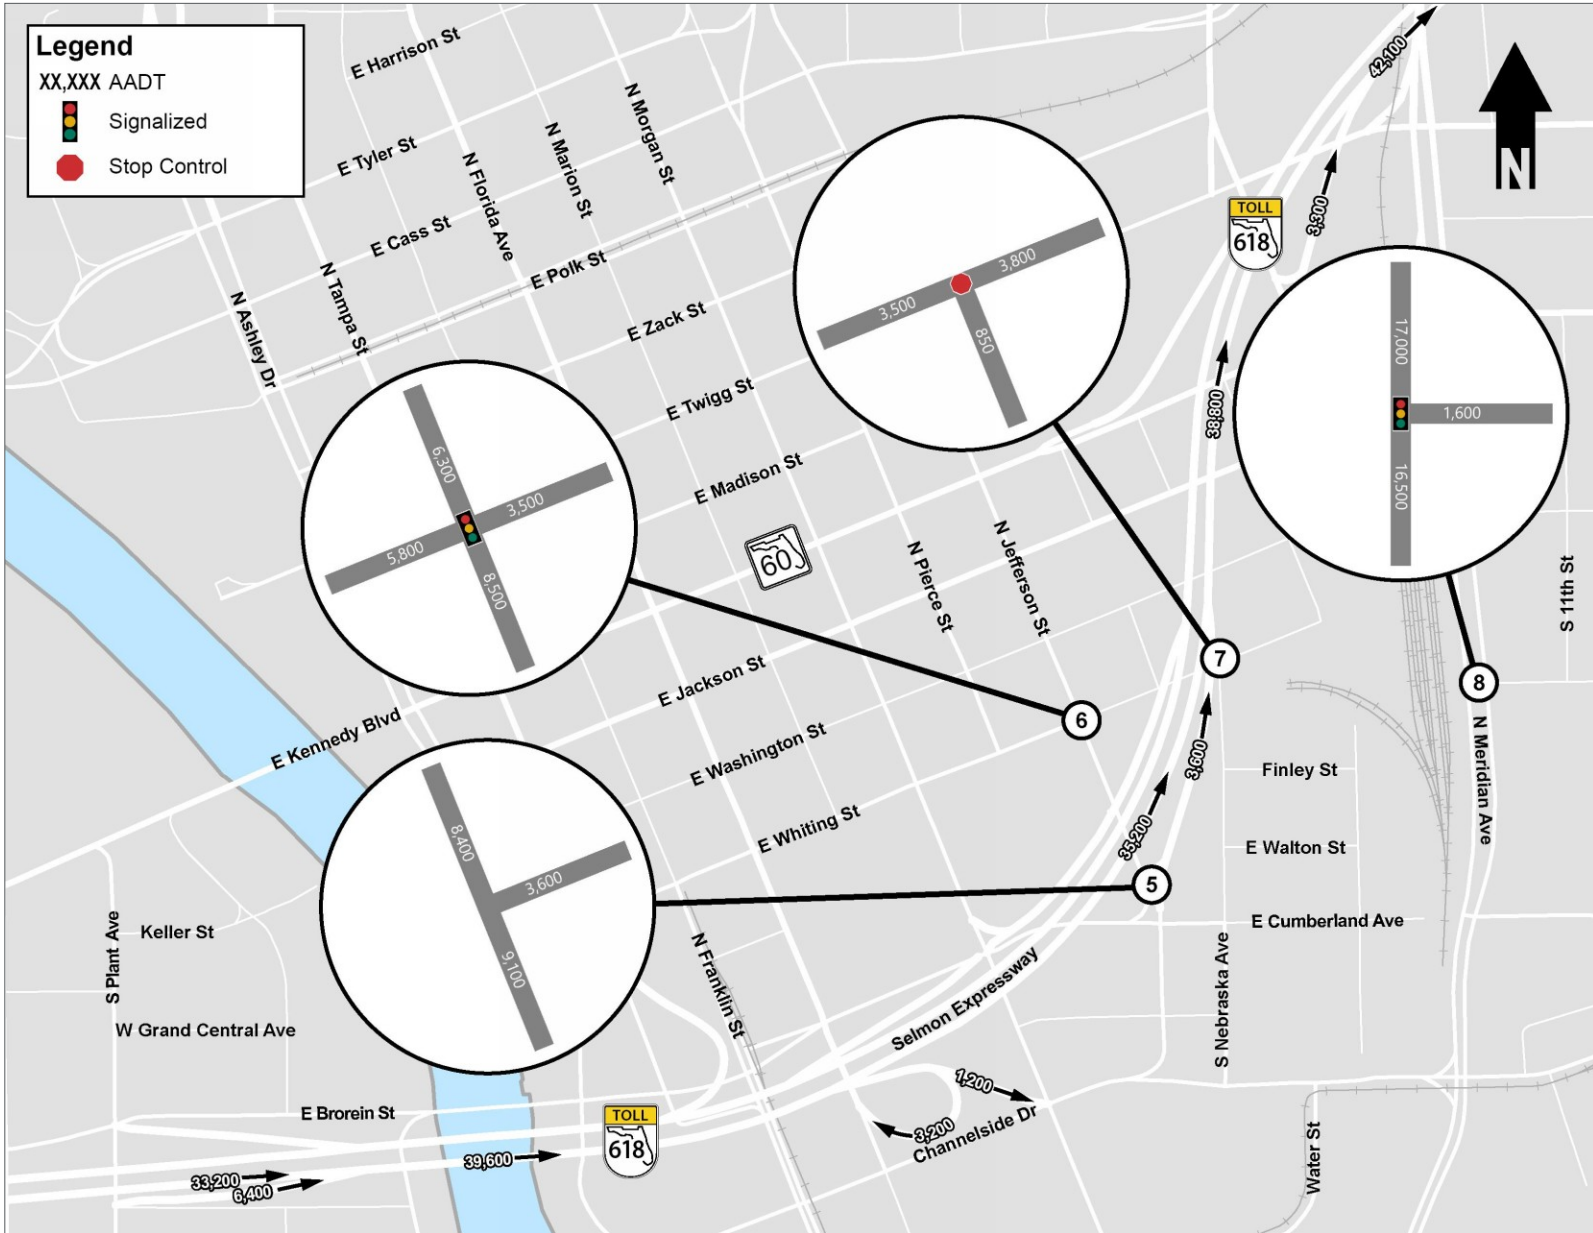 Legend
XX,XXX AADT
Signalized
Stop Control
E Harrison St
N Morgan St
N Marion St
E Tyler St
N Florida Ave
E Cass St
N Tampa St
E Polk St
N Ashley Dr
E Zack St
E Twigg St
E Madison St
42,100
N
3,300
TOLL
618
38,800
3,800
3,500
850
17,000
1,600
16,500
6,300
3,500
5,800
8,500
60
N Pierce St
N Jefferson St
S 11th St
7
8
6
E Jackson St
E Kennedy Blvd
E Washington St
N Meridian Ave
3,600
Finley St
35,200
E Whiting St
E Walton St
8,400
3,600
9,100
5
E Cumberland Ave
S Plant Ave
Keller St
N Franklin St
Selmon Expressway
S Nebraska Ave
W Grand Central Ave
1,200
E Brorein St
TOLL
618
3,200
Channelside Dr
Water St
39,600
33,200
6,400